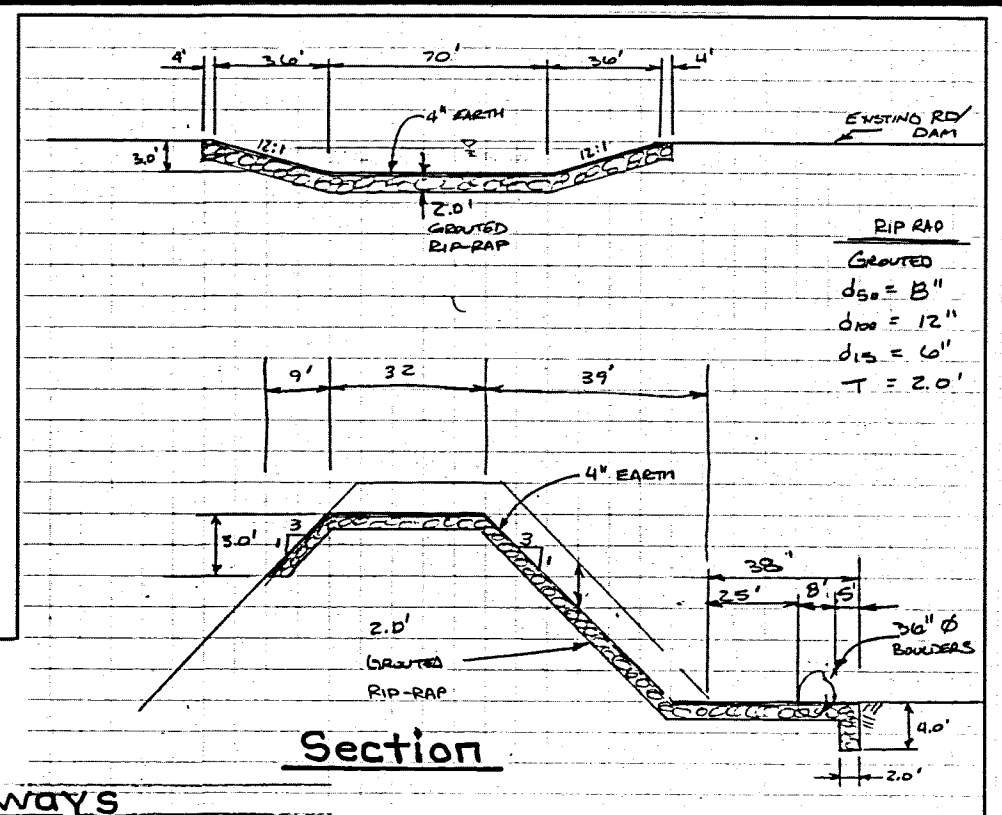 4' 36' 70' 36' 4'
4" EARTH
EXISTING RD/
DAM
12:1 12:1
3.0'
2.0'
GROUTED
RIP-RAP
RIP RAP
GROUTED
d50 = 8"
d100 = 12"
d15 = 6"
T = 2.0'
9' 32 39'
4" EARTH
3.0'
3
1
3
1
38"
25' 8' 5'
36" Ø
BOULDERS
2.0'
GROUTED
RIP-RAP
4.0'
2.0'
Section
ways